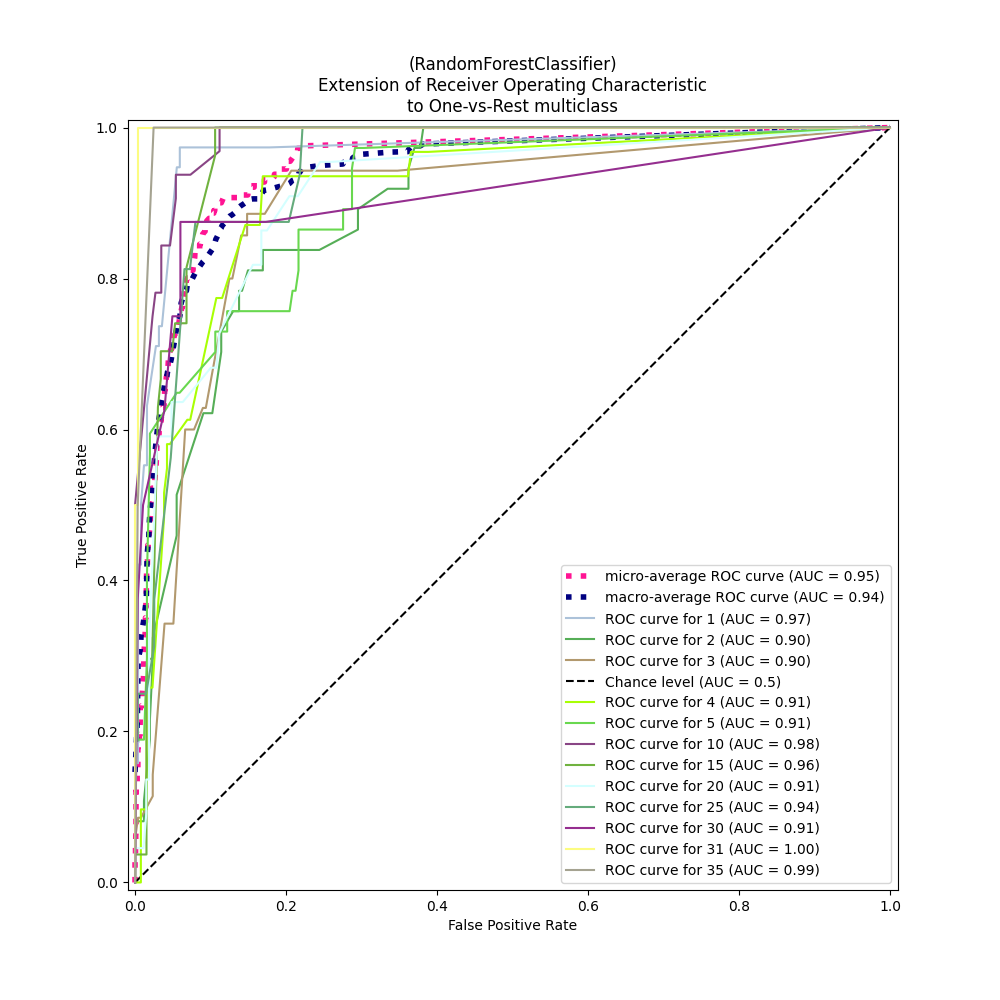 (RandomForestClassifier)
Extension of Receiver Operating Characteristic
to One-vs-Rest multiclass
True Positive Rate
1.0
0.8
0.6
0.4
0.2
0.0
micro-average ROC curve (AUC = 0.95)
macro-average ROC curve (AUC = 0.94)
ROC curve for 1 (AUC = 0.97)
ROC curve for 2 (AUC = 0.90)
ROC curve for 3 (AUC = 0.90)
Chance level (AUC = 0.5)
ROC curve for 4 (AUC = 0.91)
ROC curve for 5 (AUC = 0.91)
ROC curve for 10 (AUC = 0.98)
ROC curve for 15 (AUC = 0.96)
ROC curve for 20 (AUC = 0.91)
ROC curve for 25 (AUC = 0.94)
ROC curve for 30 (AUC = 0.91)
ROC curve for 31 (AUC = 1.00)
ROC curve for 35 (AUC = 0.99)
0.0 0.2 0.4 0.6 0.8 1.0
False Positive Rate